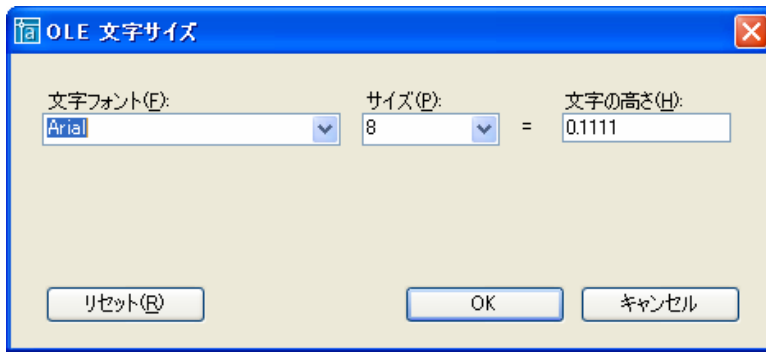 OLE 文字サイズ
文字フォント(F): サイズ(P): 文字の高さ(H):
Arial 8 = 0.1111
リセット(R) OK キャンセル